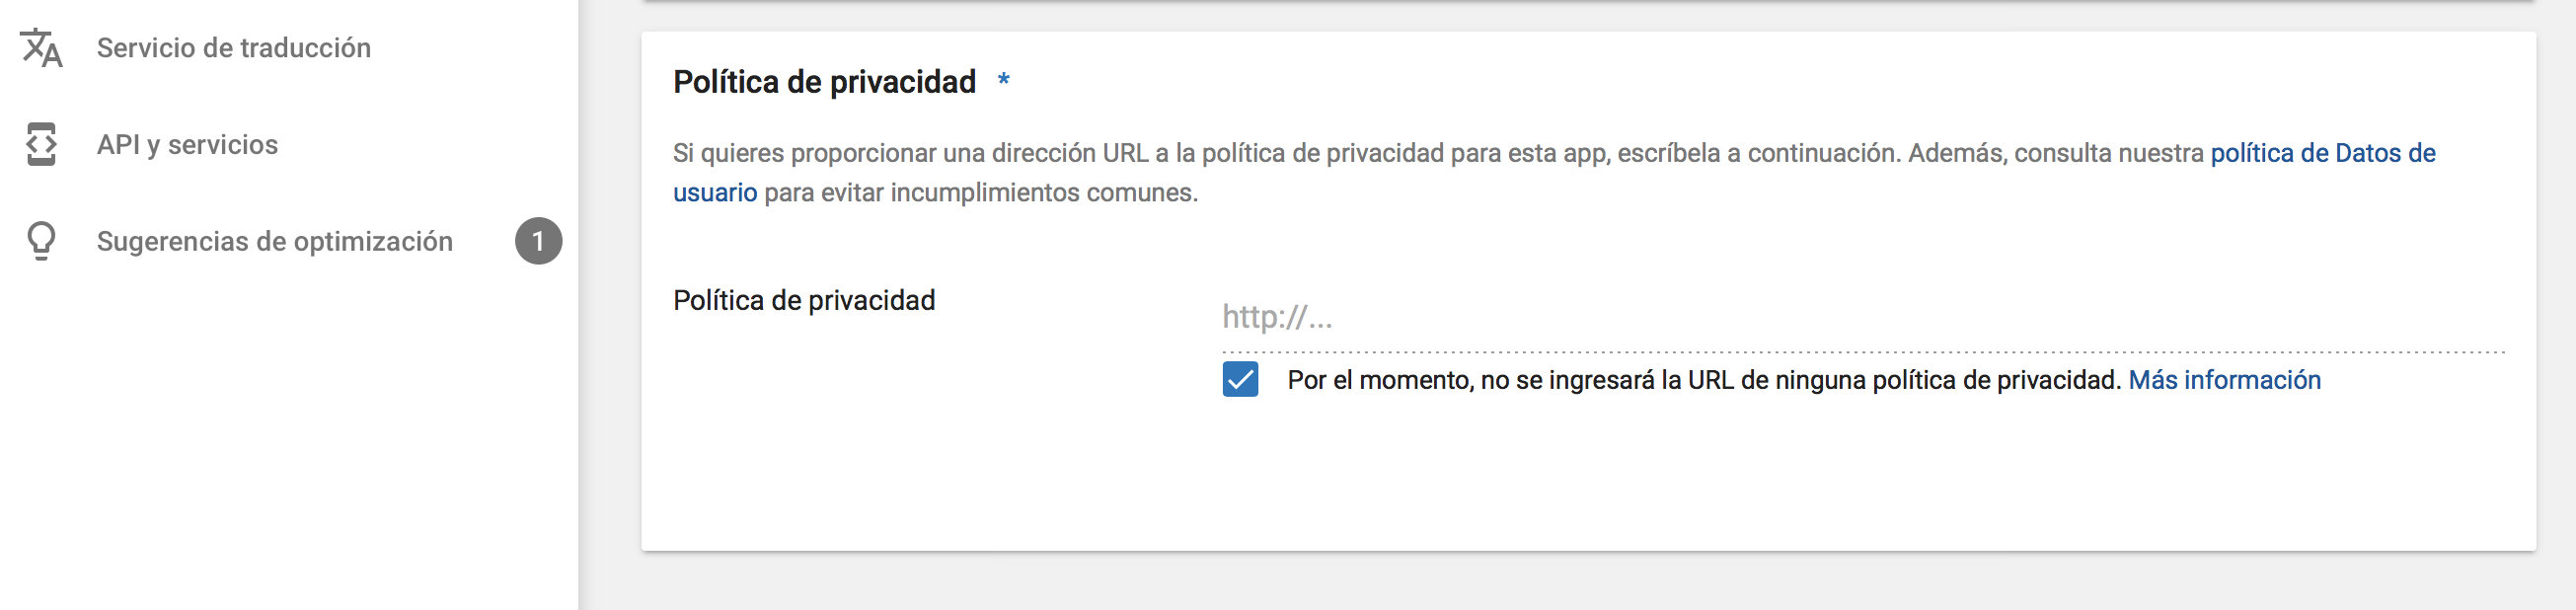 Servicio de traducción
API y servicios
Sugerencias de optimización 1
Política de privacidad *
Si quieres proporcionar una dirección URL a la política de privacidad para esta app, escríbela a continuación. Además, consulta nuestra política de Datos de
usuario para evitar incumplimientos comunes.
Política de privacidad
http://...
Por el momento, no se ingresará la URL de ninguna política de privacidad. Más información